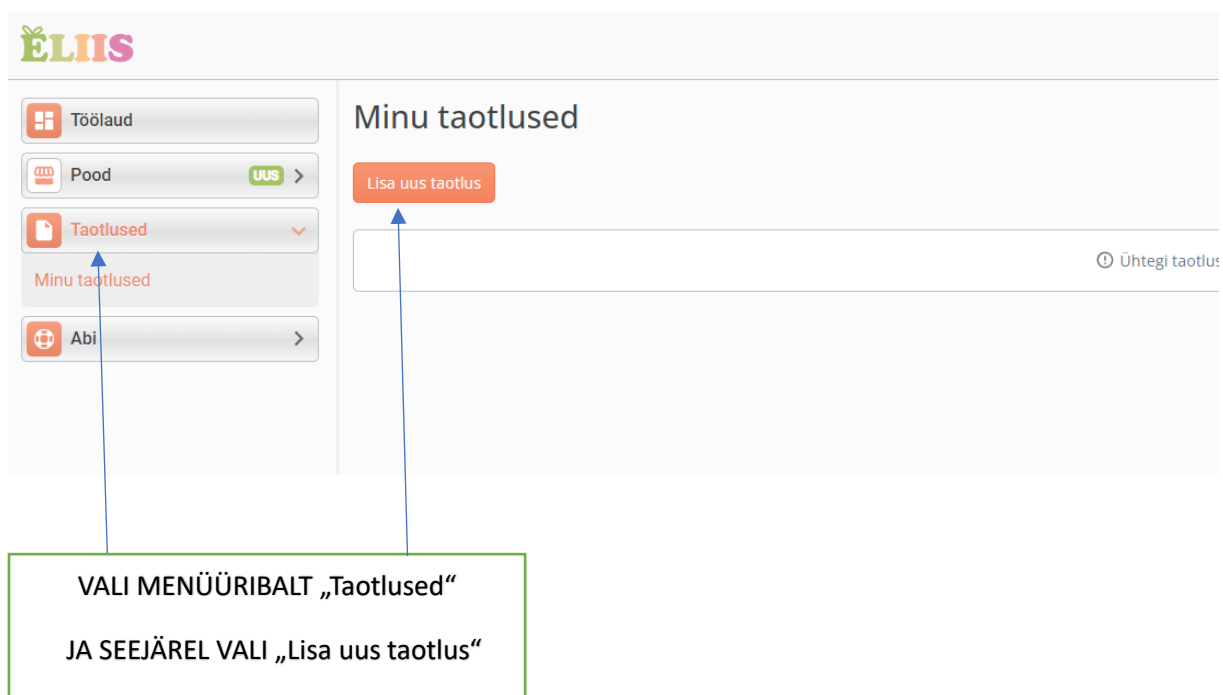 ELIIS
Töölaud
Pood UUS
Taotlused
Minu taotlused
Abi
Minu taotlused
Lisa uus taotlus
Ühtegi taotlus
VALI MENÜÜRIBALT „Taotlused“
JA SEEJÄREL VALI „Lisa uus taotlus“